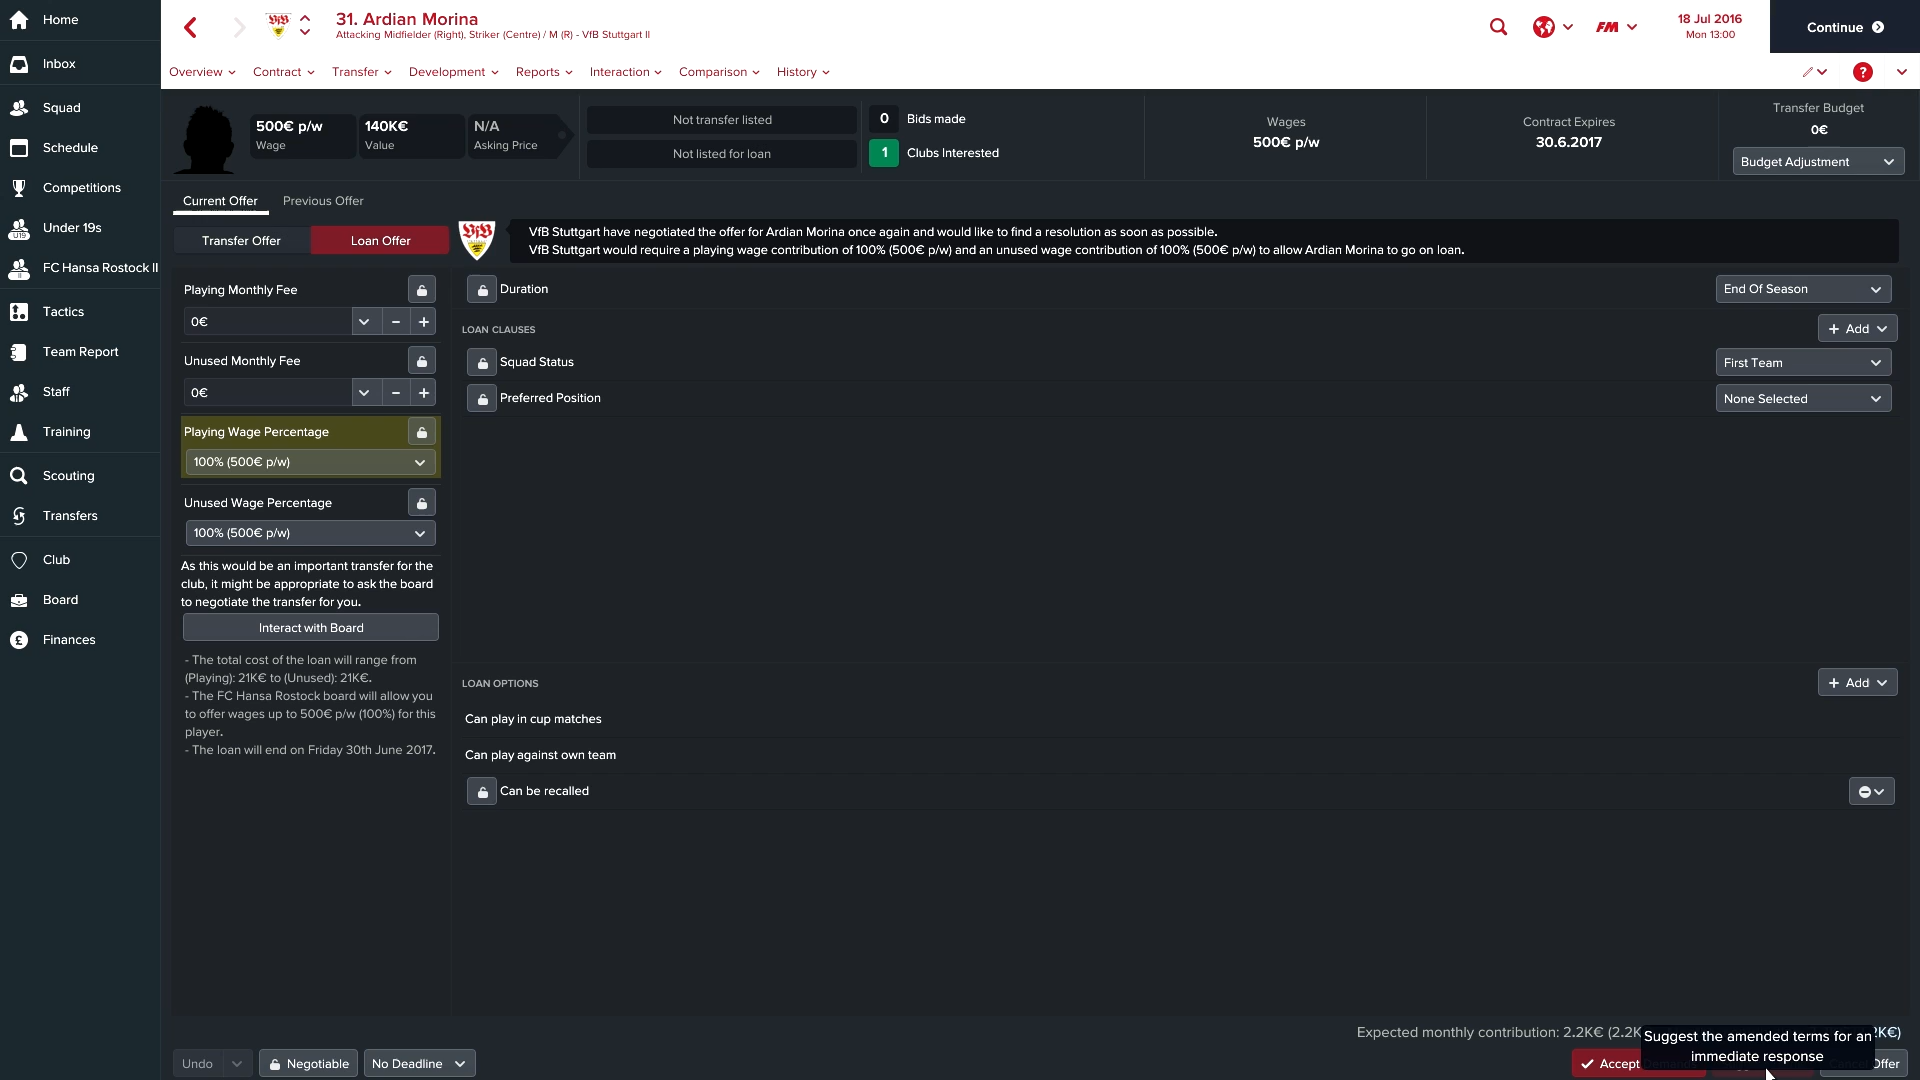 Home
Inbox
Squad
Schedule
Competitions
Under 19s
FC Hansa Rostock II
Tactics
Team Report
Staff
Training
Scouting
Transfers
Club
Board
Finances
31. Ardian Morina
Attacking Midfielder (Right), Striker (Centre) / M (R) - VfB Stuttgart II
FM
18 Jul 2016
Mon 13:00
Continue
Overview
Contract
Transfer
Development
Reports
Interaction
Comparison
History
?
500€ p/w
Wage
140K€
Value
N/A
Asking Price
Not transfer listed
Not listed for loan
0 Bids made
1 Clubs Interested
Wages
500€ p/w
Contract Expires
30.6.2017
Transfer Budget
0€
Budget Adjustment
Current Offer
Previous Offer
Transfer Offer
Loan Offer
VfB Stuttgart have negotiated the offer for Ardian Morina once again and would like to find a resolution as soon as possible.
VfB Stuttgart would require a playing wage contribution of 100% (500€ p/w) and an unused wage contribution of 100% (500€ p/w) to allow Ardian Morina to go on loan.
Playing Monthly Fee
0€
Unused Monthly Fee
0€
Playing Wage Percentage
100% (500€ p/w)
Unused Wage Percentage
100% (500€ p/w)
As this would be an important transfer for the
club, it might be appropriate to ask the board
to negotiate the transfer for you.
Interact with Board
- The total cost of the loan will range from
(Playing): 21K€ to (Unused): 21K€.
- The FC Hansa Rostock board will allow you
to offer wages up to 500€ p/w (100%) for this
player.
- The loan will end on Friday 30th June 2017.
Duration
End Of Season
LOAN CLAUSES
+ Add
Squad Status
First Team
Preferred Position
None Selected
LOAN OPTIONS
+ Add
Can play in cup matches
Can play against own team
Can be recalled
Expected monthly contribution: 2.2K€ (2.2K
Suggest the amended terms for an
immediate response
Undo
Negotiable
No Deadline
Accept
Offer